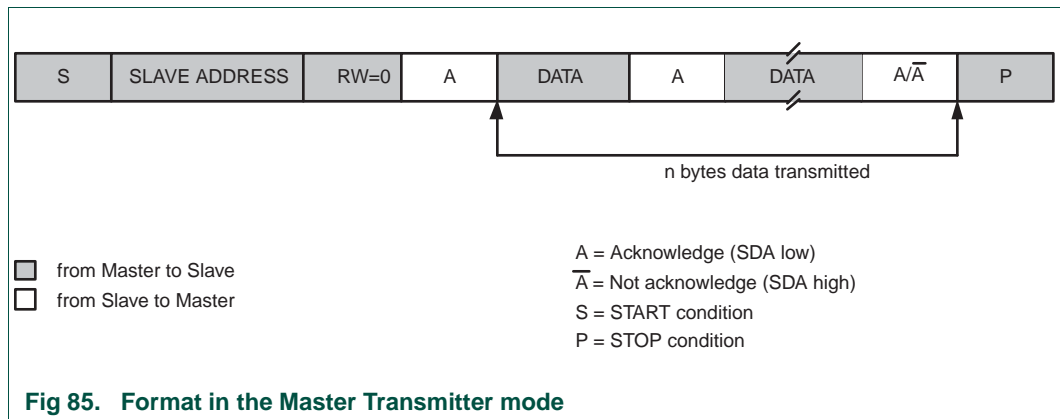 S SLAVE ADDRESS RW=0 A DATA A DATA A/A̅ P
n bytes data transmitted
from Master to Slave
from Slave to Master
A = Acknowledge (SDA low)
A̅ = Not acknowledge (SDA high)
S = START condition
P = STOP condition
Fig 85. Format in the Master Transmitter mode